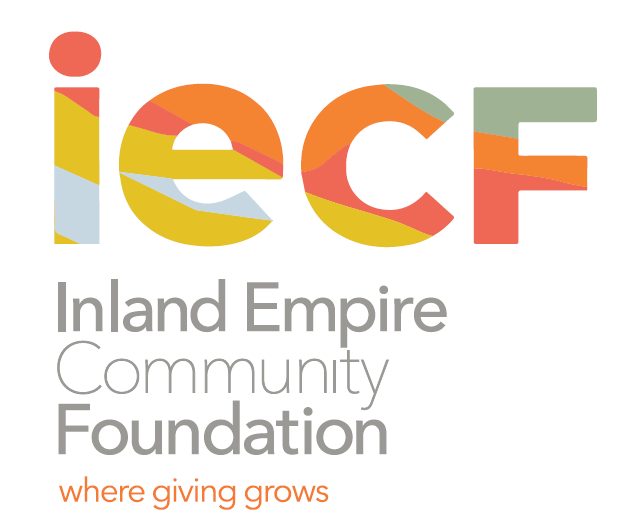 iecF
Inland Empire
Community
Foundation
where giving grows